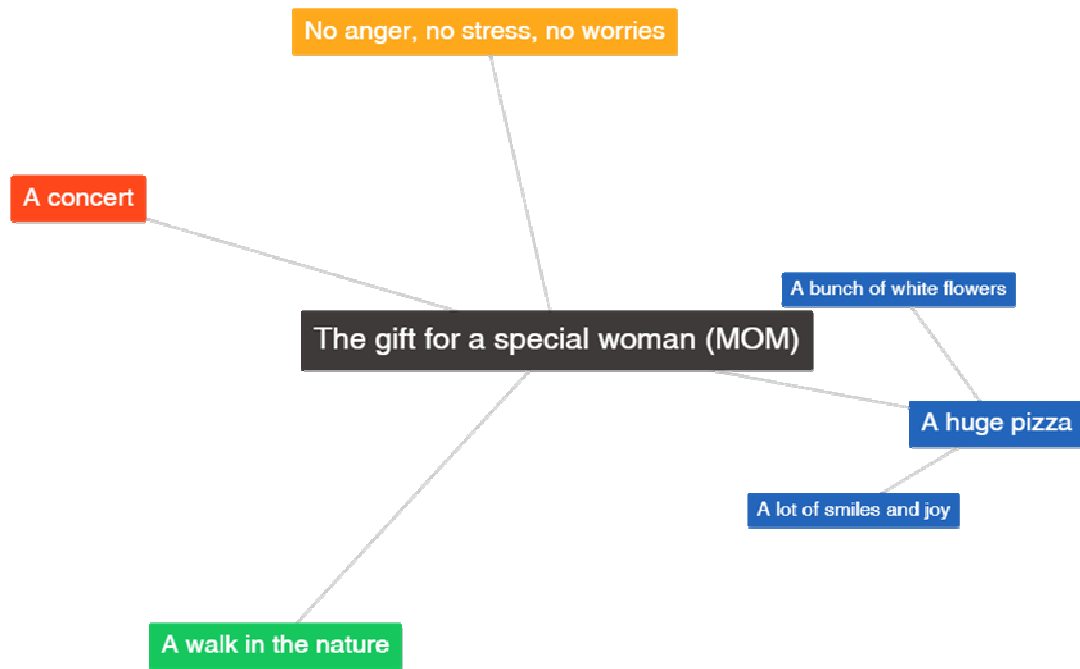 No anger, no stress, no worries
A concert
A bunch of white flowers
The gift for a special woman (MOM)
A huge pizza
A lot of smiles and joy
A walk in the nature